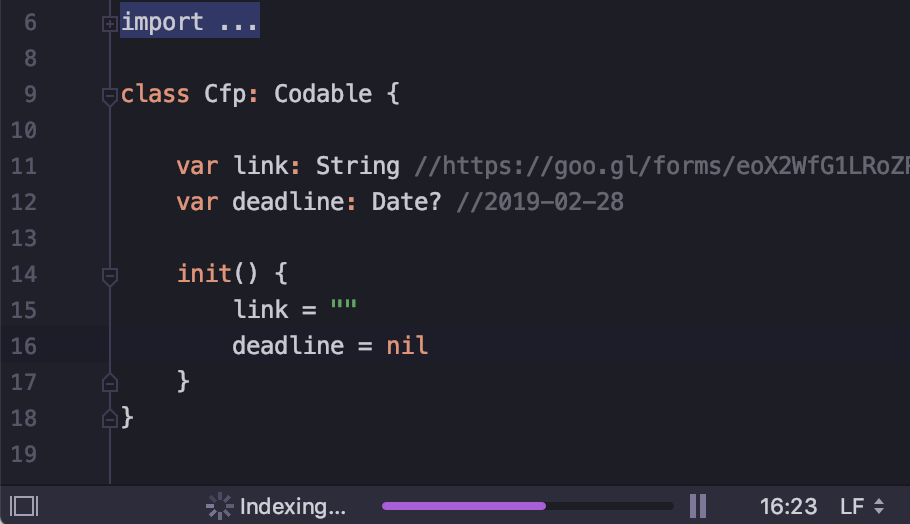 6 import ...
8
9 class Cfp: Codable {
10
11 var link: String //https://goo.gl/forms/eoX2WfG1LRoZ
12 var deadline: Date? //2019-02-28
13
14 init() {
15 link = ""
16 deadline = nil
17 }
18 }
19
Indexing... 16:23 LF